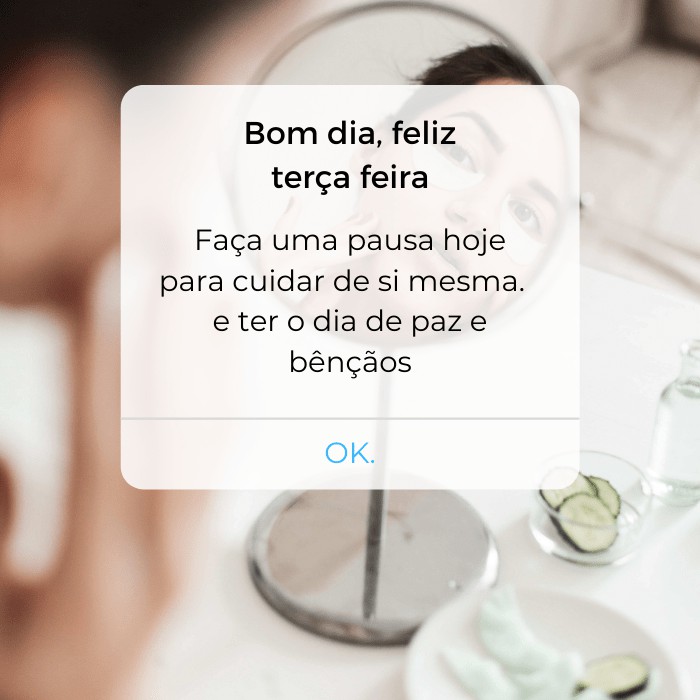 Bom dia, feliz
terça feira
Faça uma pausa hoje
para cuidar de si mesma.
e ter o dia de paz e
bênçãos
OK.